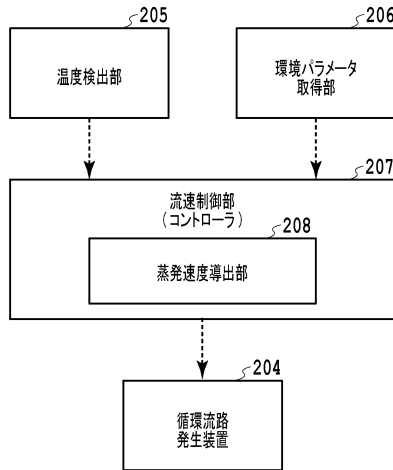 205
温度検出部
206
環境パラメータ
取得部
207
流速制御部
(コントローラ)
208
蒸発速度導出部
204
循環流路
発生装置